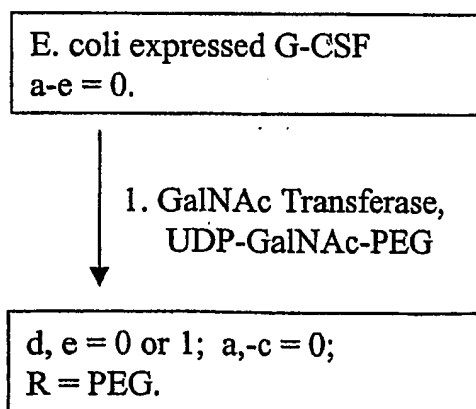 E. coli expressed G-CSF
a-e = 0.
1. GalNAc Transferase,
UDP-GalNAc-PEG
d, e = 0 or 1; a,-c = 0;
R = PEG.